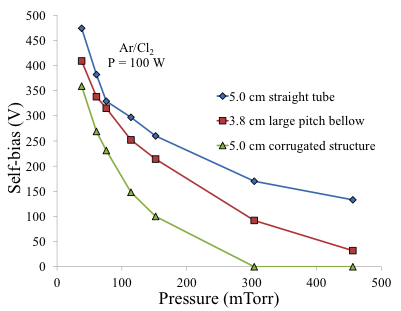 500
450
400
350
300
250
200
150
100
50
0
Self-bias (V)
Ar/Cl2
P = 100 W
5.0 cm straight tube
3.8 cm large pitch bellow
5.0 cm corrugated structure
0 100 200 300 400 500
Pressure (mTorr)